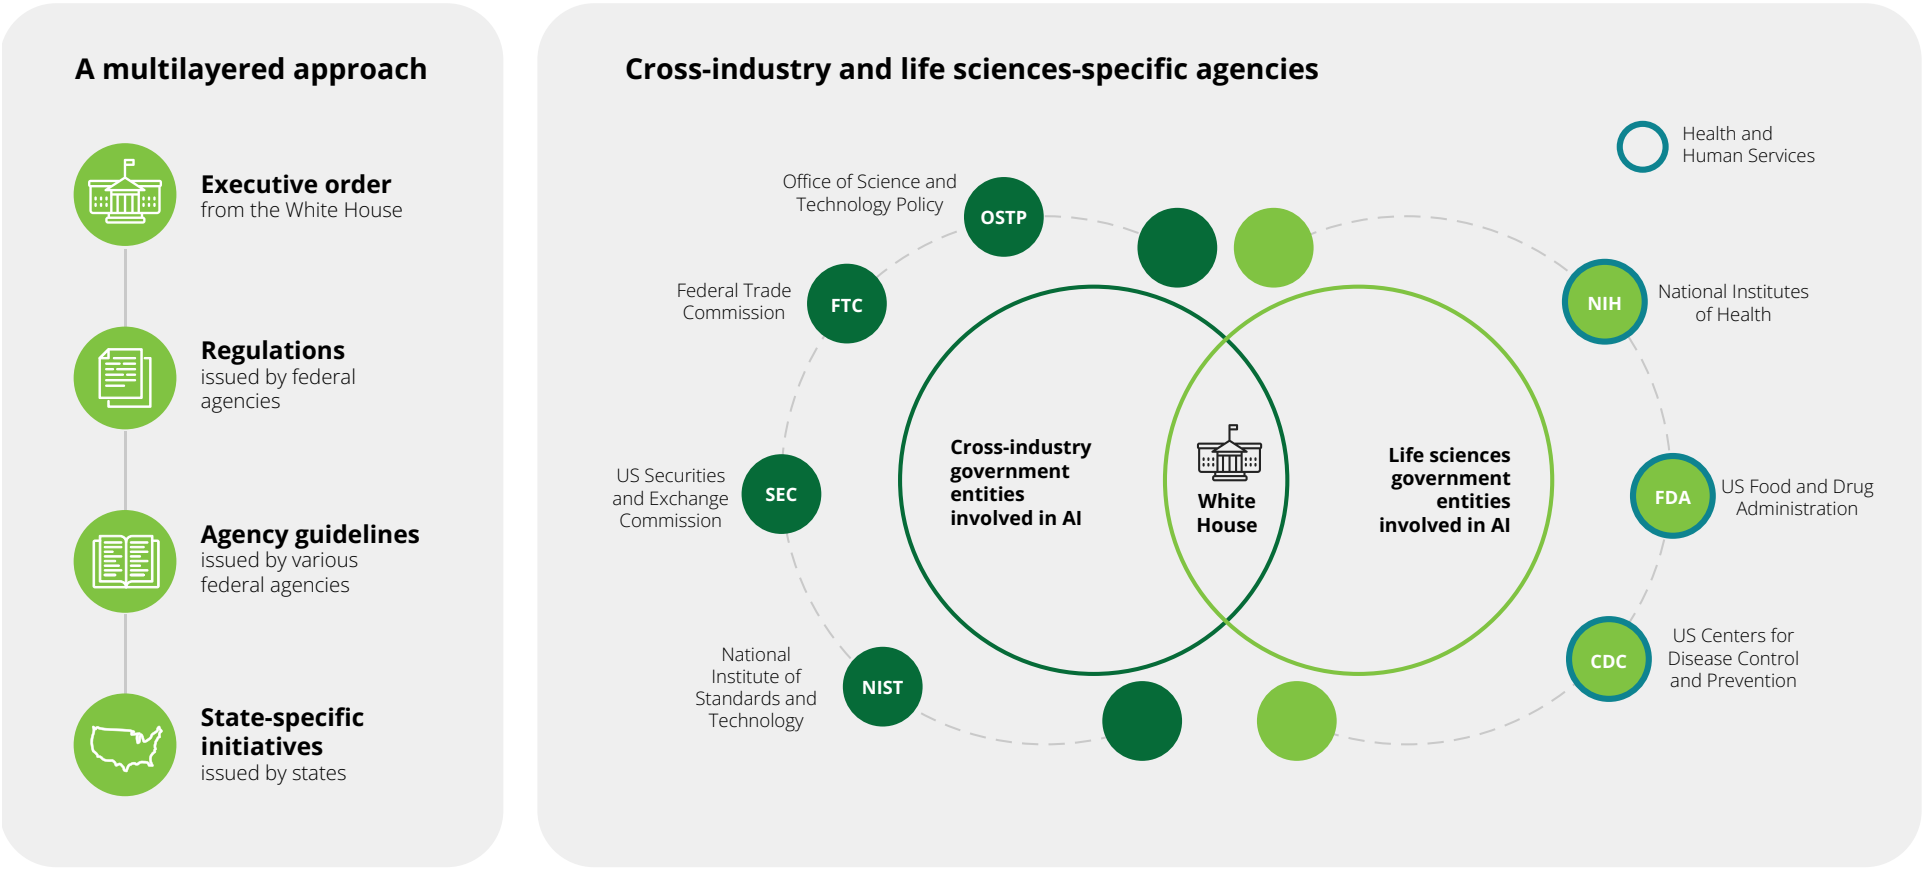 A multilayered approach
Executive order
from the White House
Regulations
issued by federal
agencies
Agency guidelines
issued by various
federal agencies
State-specific
initiatives
issued by states
Cross-industry and life sciences-specific agencies
Health and
Human Services
Office of Science and
Technology Policy
OSTP
Federal Trade
Commission
FTC
US Securities
and Exchange
Commission
SEC
National
Institute of
Standards and
Technology
NIST
Cross-industry
government
entities
involved in AI
White
House
Life sciences
government
entities
involved in AI
NIH
National Institutes
of Health
FDA
US Food and Drug
Administration
CDC
US Centers for
Disease Control
and Prevention